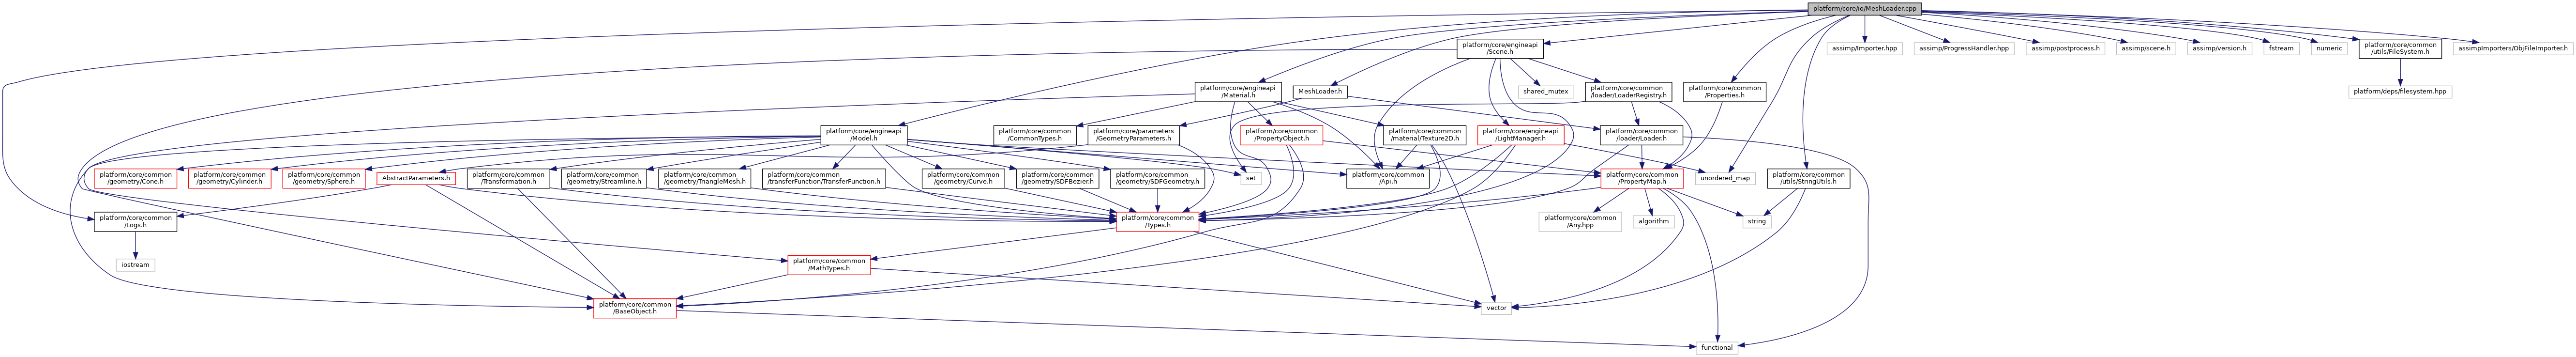 platform/core/io/MeshLoader.cpp
platform/core/engineapi
/Scene.h
assimp/Importer.hpp
assimp/ProgressHandler.hpp
assimp/postprocess.h
assimp/scene.h
assimp/version.h
fstream
numeric
platform/core/common
/utils/FileSystem.h
assimpImporters/ObjFileImporter.h
platform/core/engineapi
/Material.h
MeshLoader.h
shared_mutex
platform/core/common
/loader/LoaderRegistry.h
platform/core/common
/Properties.h
platform/deps/filesystem.hpp
platform/core/engineapi
/Model.h
platform/core/common
/CommonTypes.h
platform/core/parameters
/GeometryParameters.h
platform/core/common
/PropertyObject.h
platform/core/common
/material/Texture2D.h
platform/core/engineapi
/LightManager.h
platform/core/common
/loader/Loader.h
platform/core/common
/geometry/Cone.h
platform/core/common
/geometry/Cylinder.h
platform/core/common
/geometry/Sphere.h
AbstractParameters.h
platform/core/common
/Transformation.h
platform/core/common
/geometry/Streamline.h
platform/core/common
/geometry/TriangleMesh.h
platform/core/common
/transferFunction/TransferFunction.h
platform/core/common
/geometry/Curve.h
platform/core/common
/geometry/SDFBezier.h
platform/core/common
/geometry/SDFGeometry.h
set
platform/core/common
/Api.h
platform/core/common
/PropertyMap.h
unordered_map
platform/core/common
/utils/StringUtils.h
platform/core/common
/Logs.h
platform/core/common
/Types.h
platform/core/common
/Any.hpp
algorithm
string
iostream
platform/core/common
/MathTypes.h
platform/core/common
/BaseObject.h
vector
functional